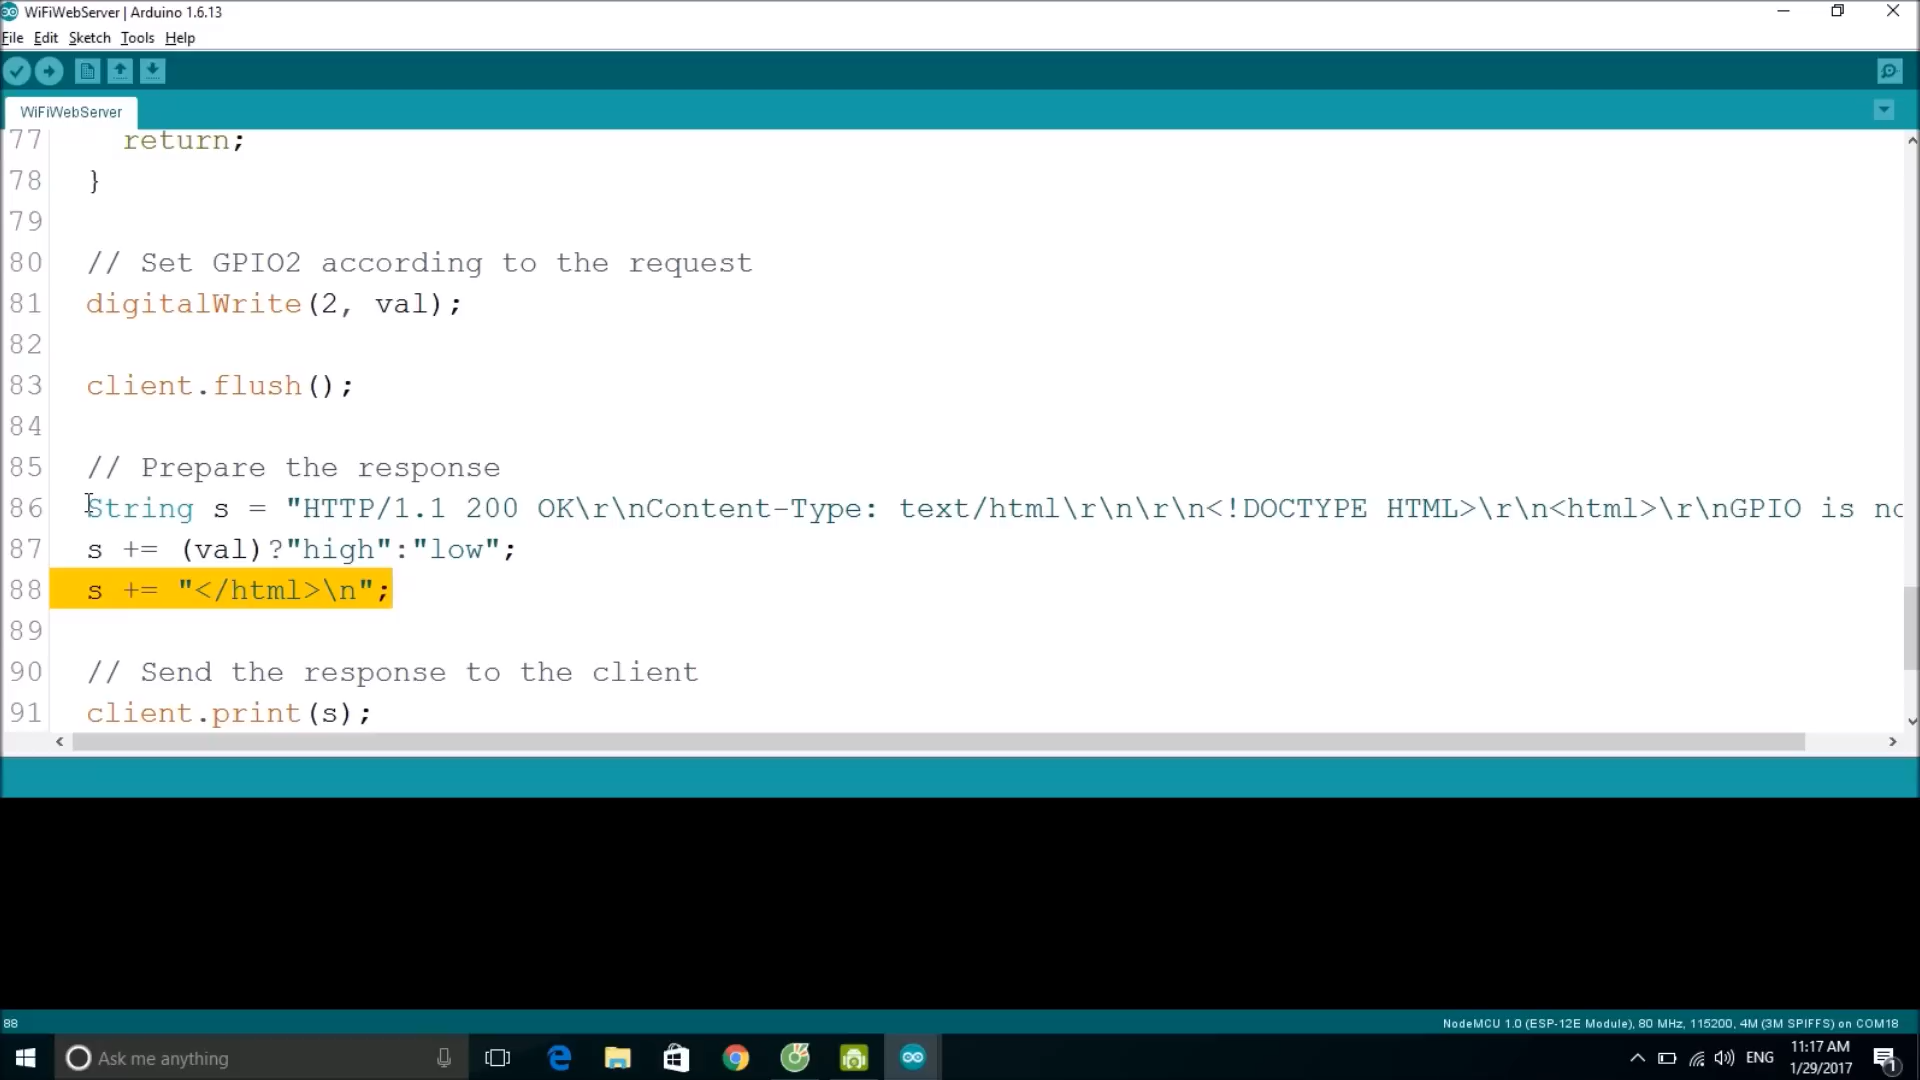 WiFiWebServer | Arduino 1.6.13
File Edit Sketch Tools Help
WiFiWebServer
77 return;
78 }
79
80 // Set GPIO2 according to the request
81 digitalWrite(2, val);
82
83 client.flush();
84
85 // Prepare the response
86 String s = "HTTP/1.1 200 OK\r\nContent-Type: text/html\r\n\r\n<!DOCTYPE HTML>\r\n<html>\r\nGPIO is no
87 s += (val)?"high":"low";
88 s += "</html>\n";
89
90 // Send the response to the client
91 client.print(s);
88 NodeMCU 1.0 (ESP-12E Module), 80 MHz, 115200, 4M (3M SPIFFS) on COM18
Ask me anything
ENG
11:17 AM
1/29/2017
1